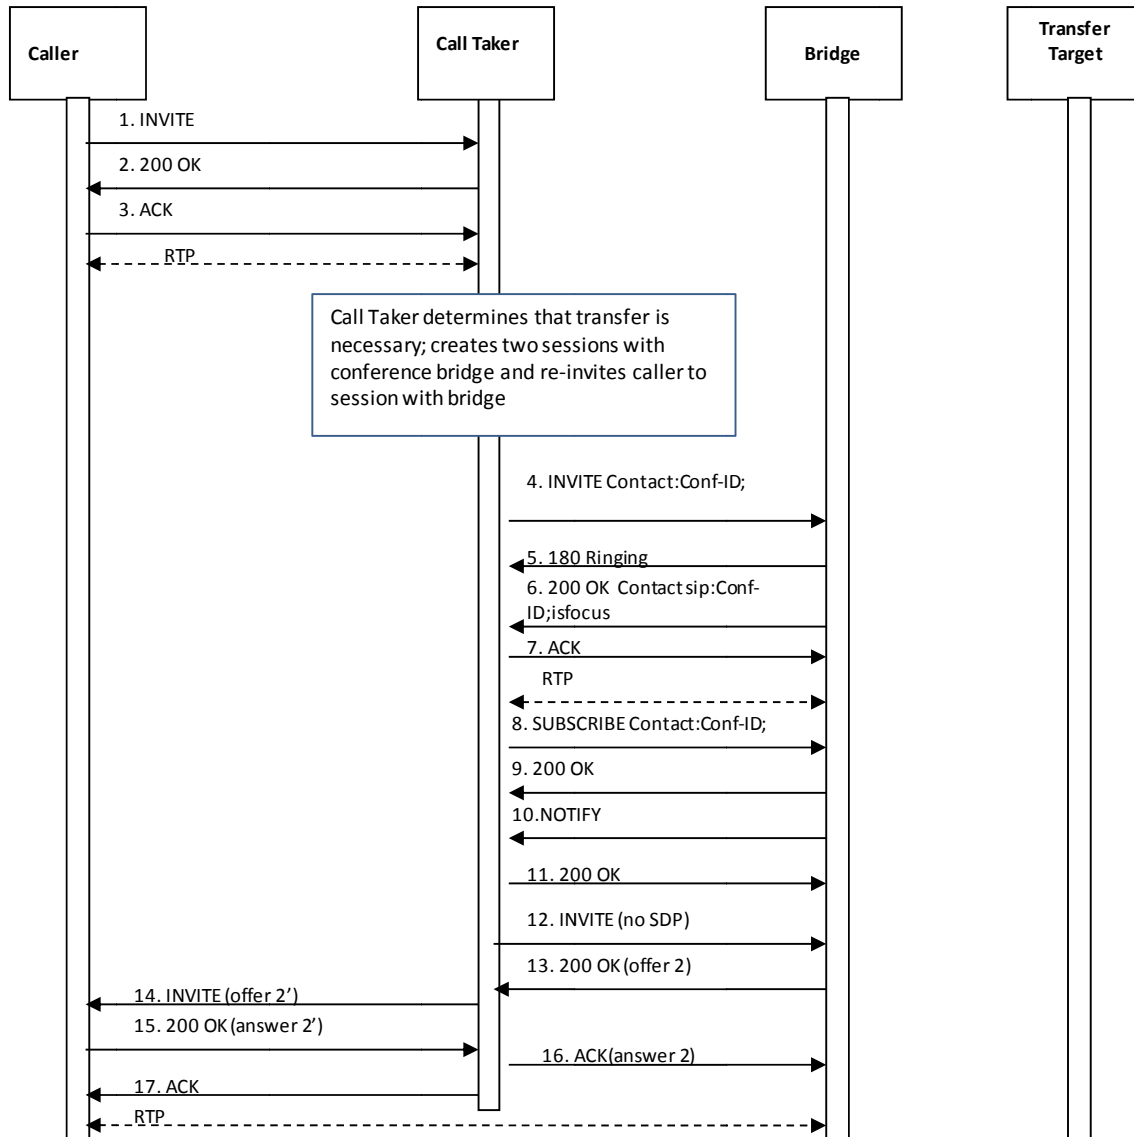 Caller
Call Taker
Bridge
Transfer
Target
1. INVITE
2. 200 OK
3. ACK
RTP
Call Taker determines that transfer is
necessary; creates two sessions with
conference bridge and re-invites caller to
session with bridge
4. INVITE Contact:Conf-ID;
5. 180 Ringing
6. 200 OK Contact sip:Conf-
ID;isfocus
7. ACK
RTP
8. SUBSCRIBE Contact:Conf-ID;
9. 200 OK
10.NOTIFY
11. 200 OK
12. INVITE (no SDP)
13. 200 OK (offer 2)
14. INVITE (offer 2’)
15. 200 OK (answer 2’)
16. ACK(answer 2)
17. ACK
RTP